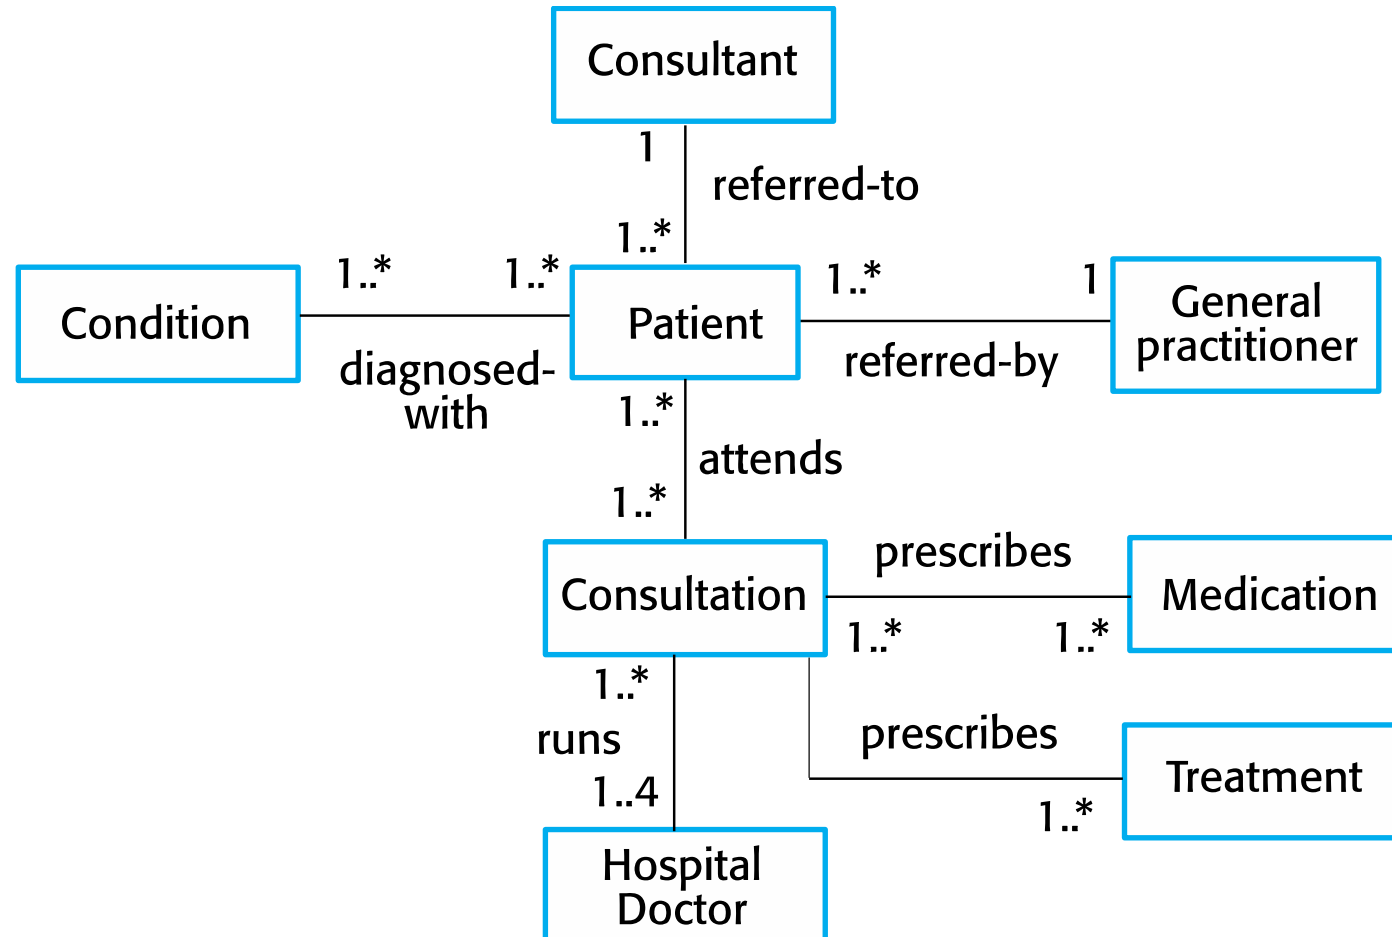 Consultant
1
referred-to
1..*
1..*
1..*
1..*
1
Condition
Patient
General
practitioner
diagnosed-
with
referred-by
1..*
attends
1..*
prescribes
Consultation
Medication
1..*
1..*
1..*
runs
prescribes
1..4
Treatment
1..*
Hospital
Doctor